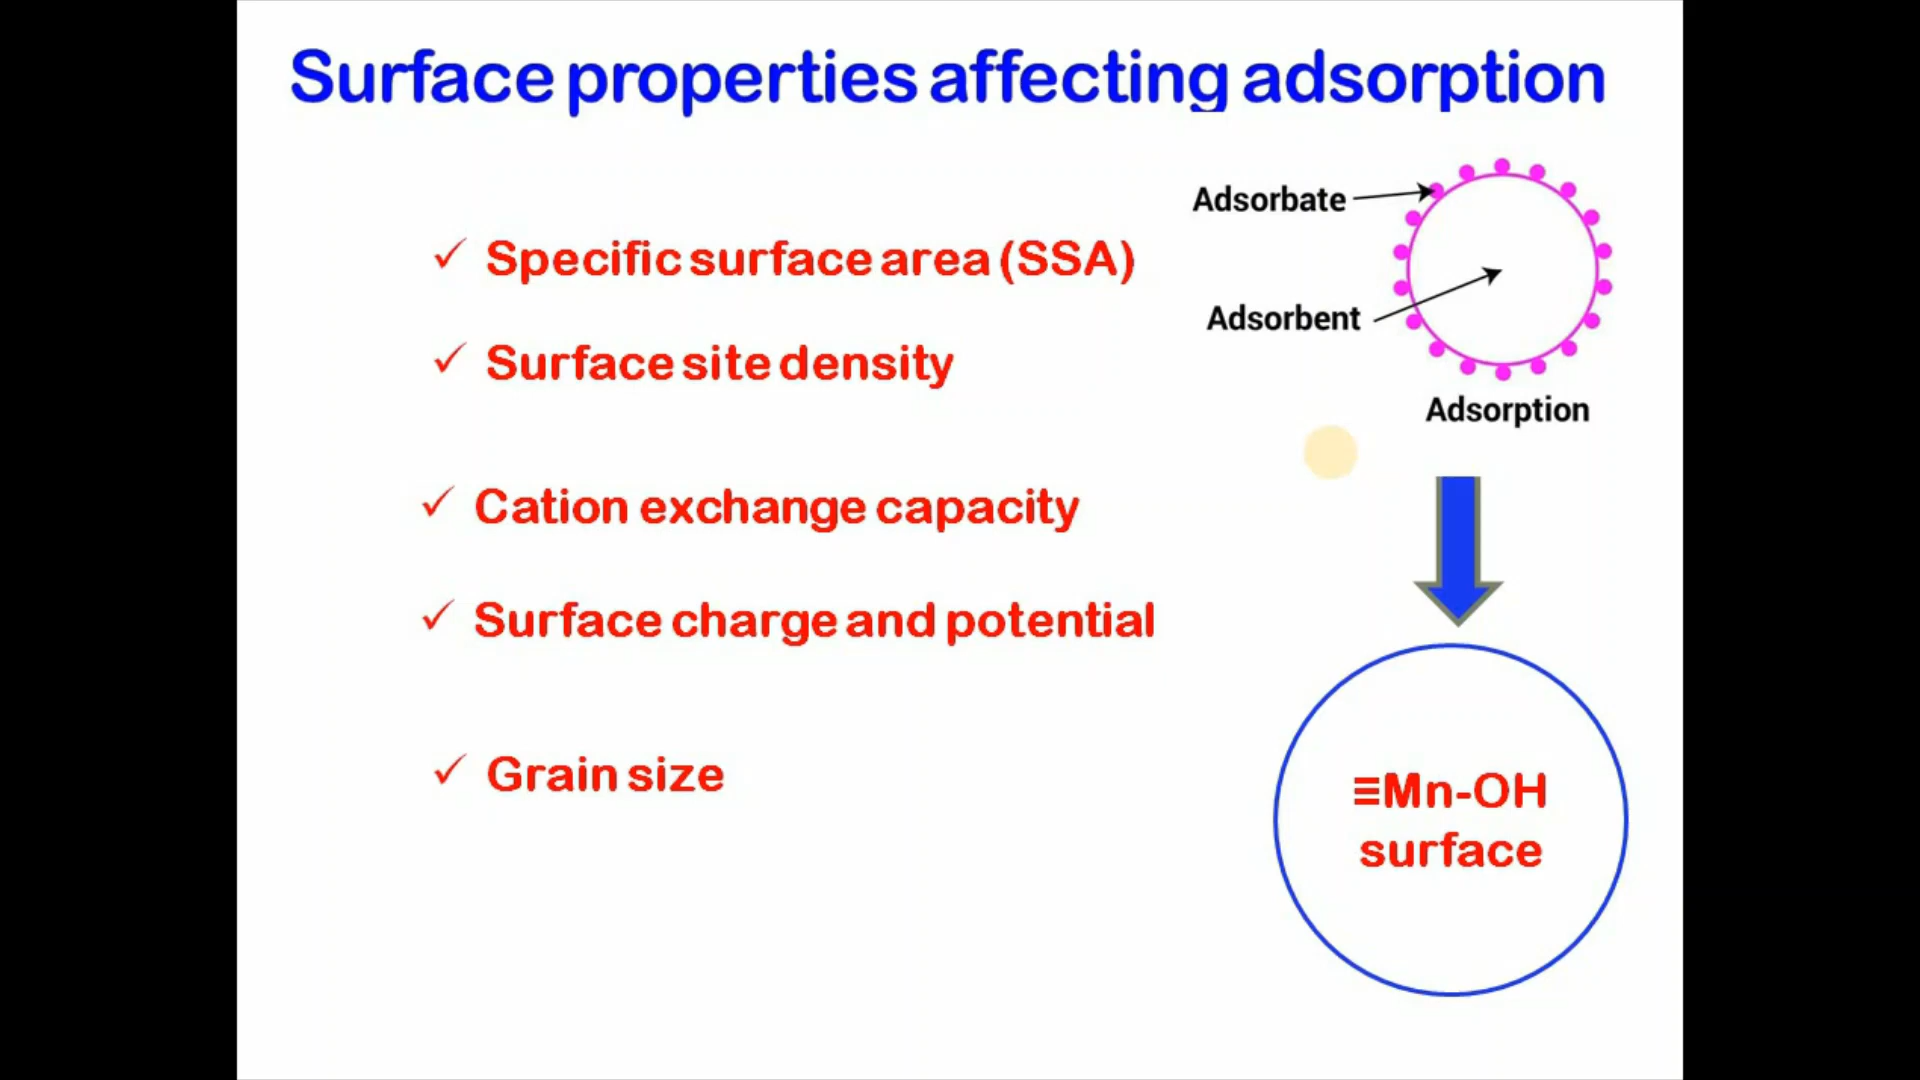 Surface properties affecting adsorption
Adsorbate
✓ Specific surface area (SSA)
Adsorbent
✓ Surface site density
Adsorption
✓ Cation exchange capacity
✓ Surface charge and potential
✓ Grain size
≡Mn-OH
surface